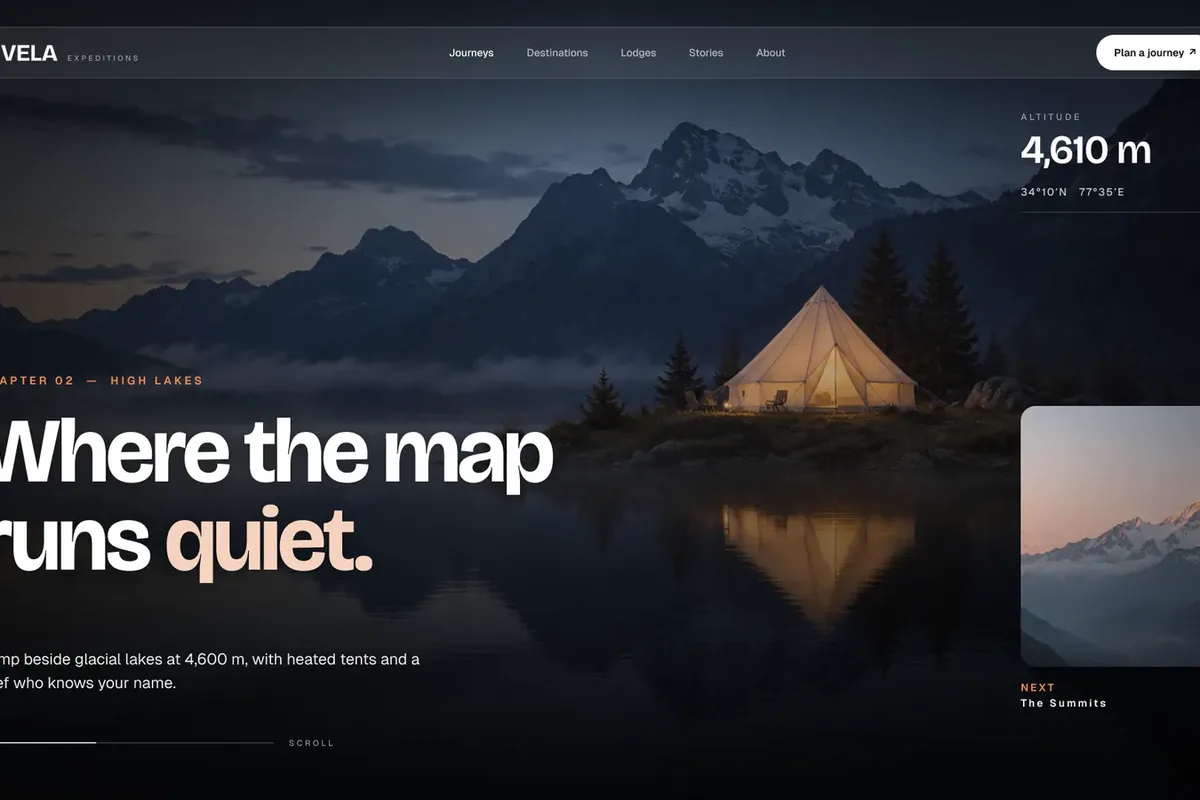 VELA EXPEDITIONS
Journeys Destinations Lodges Stories About
Plan a journey ↗
ALTITUDE
4,610 m
34°10′N 77°35′E
APTER 02 — HIGH LAKES
Where the map
runs quiet.
mp beside glacial lakes at 4,600 m, with heated tents and a
ef who knows your name.
SCROLL
NEXT
The Summits